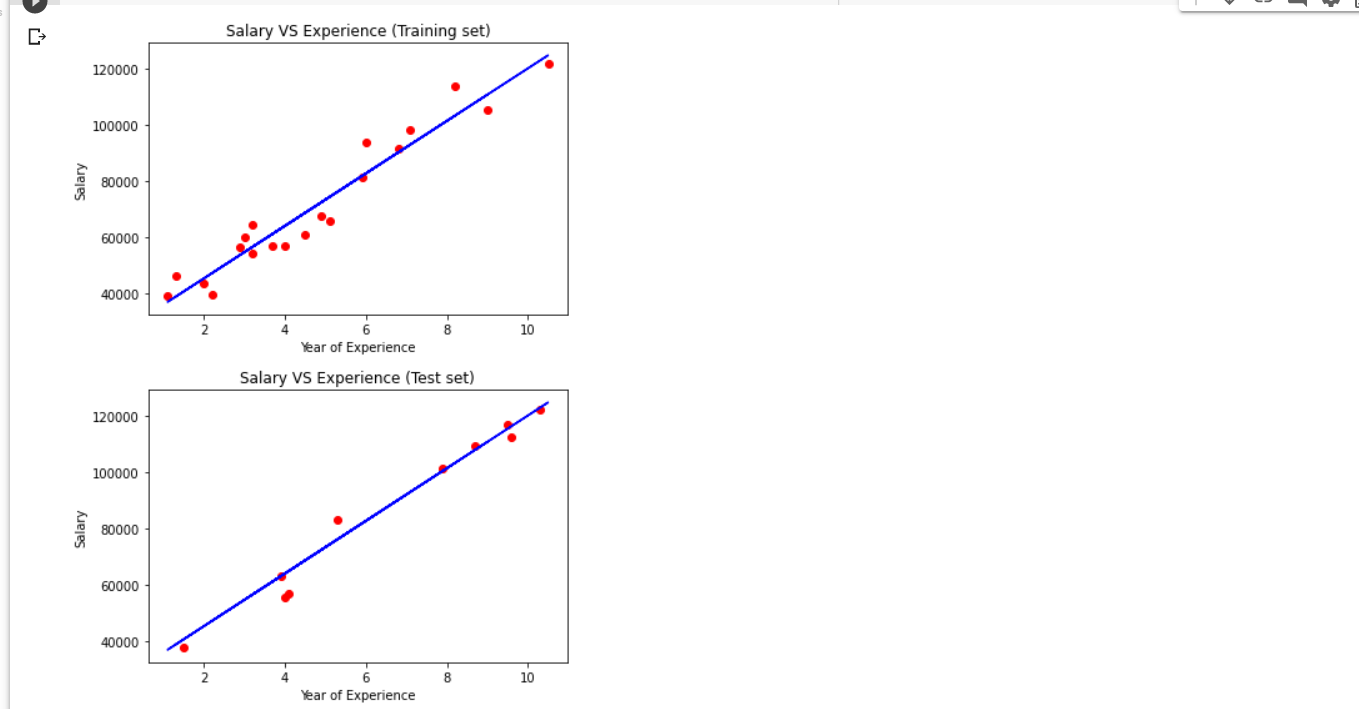 Salary VS Experience (Training set)
120000
100000
80000
60000
40000
Salary
2 4 6 8 10
Year of Experience
Salary VS Experience (Test set)
120000
100000
80000
60000
40000
Salary
2 4 6 8 10
Year of Experience